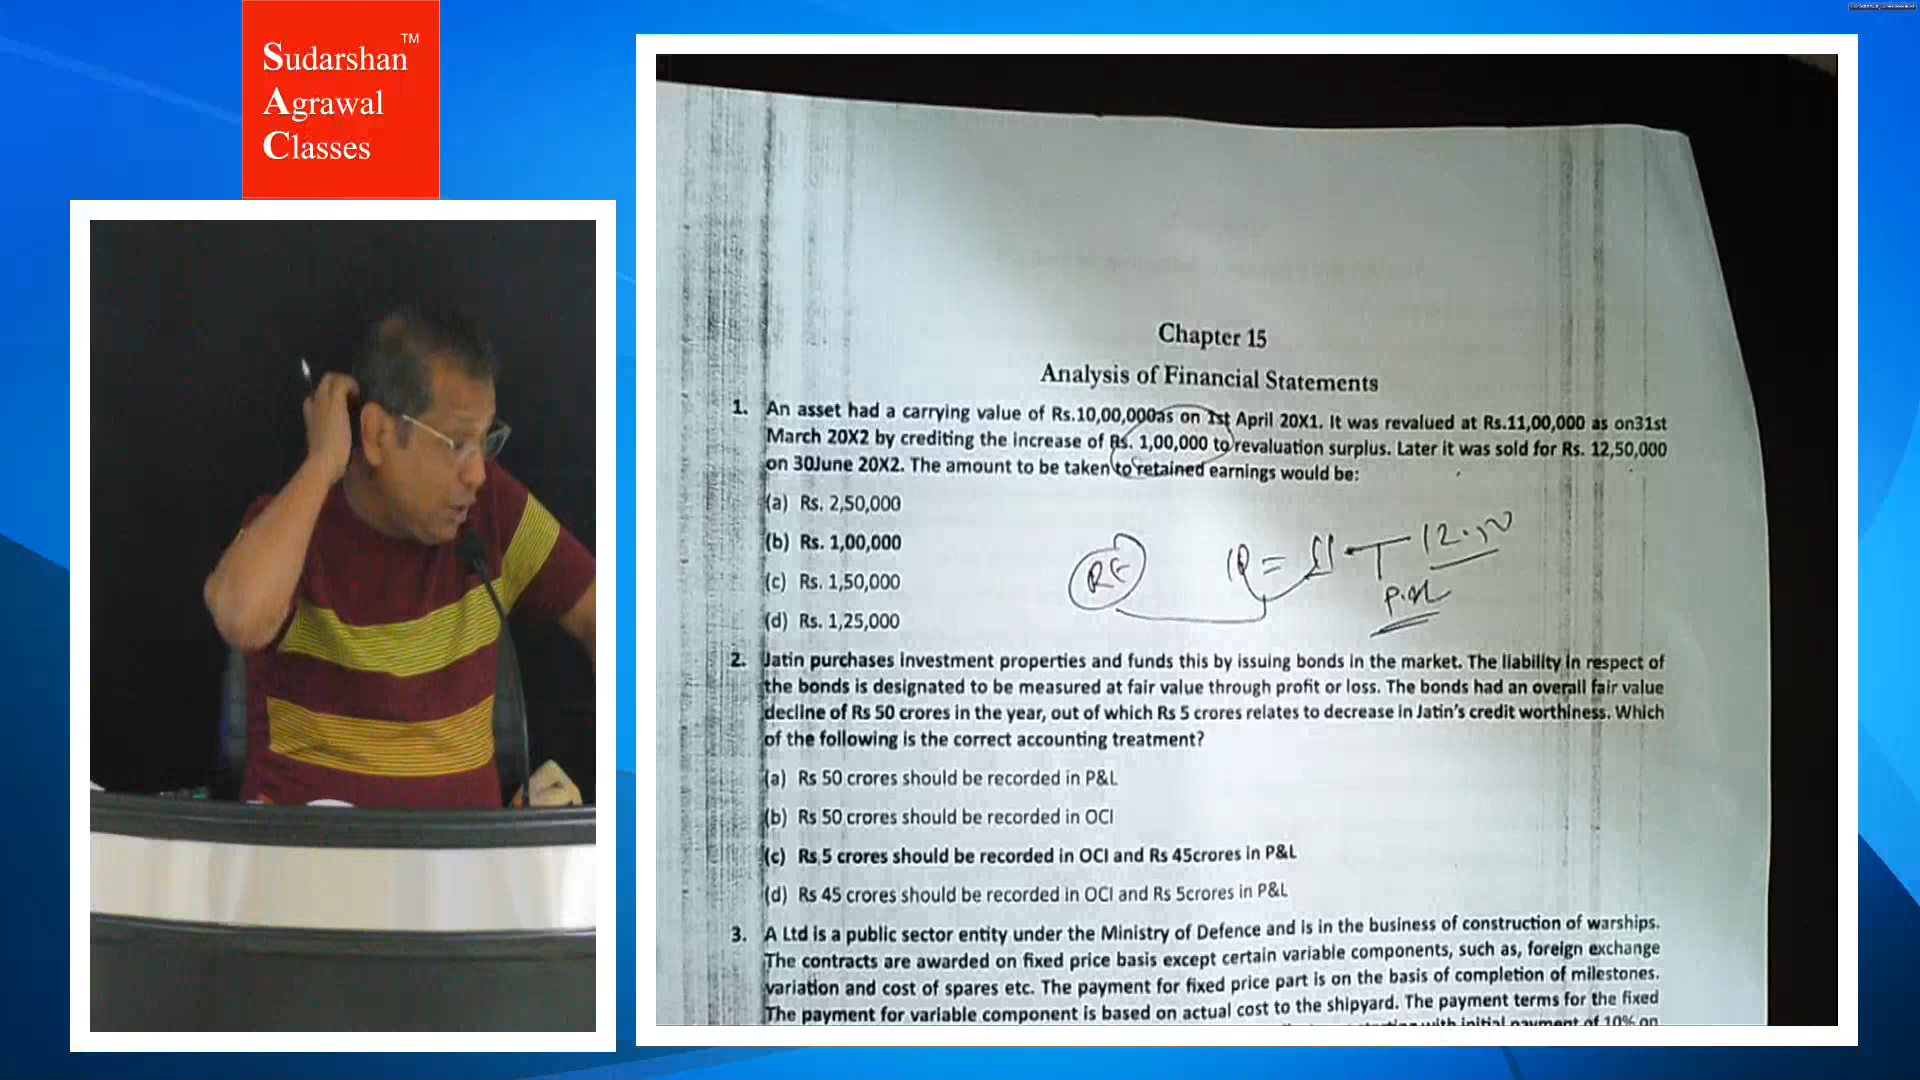 Sudarshan TM
Agrawal
Classes
Chapter 15
Analysis of Financial Statements
1. An asset had a carrying value of Rs.10,00,000as on 1st April 20X1. It was revalued at Rs.11,00,000 as on31st
March 20X2 by crediting the increase of Rs. 1,00,000 to revaluation surplus. Later it was sold for Rs. 12,50,000
on 30June 20X2. The amount to be taken to retained earnings would be:
(a) Rs. 2,50,000
(b) Rs. 1,00,000
(c) Rs. 1,50,000
(d) Rs. 1,25,000
RE
P.&L
2. Jatin purchases Investment properties and funds this by issuing bonds in the market. The liability in respect of
the bonds is designated to be measured at fair value through profit or loss. The bonds had an overall fair value
decline of Rs 50 crores in the year, out of which Rs 5 crores relates to decrease in Jatin's credit worthiness. Which
of the following is the correct accounting treatment?
(a) Rs 50 crores should be recorded in P&L
(b) Rs 50 crores should be recorded in OCI
(c) Rs 5 crores should be recorded in OCI and Rs 45crores in P&L
(d) Rs 45 crores should be recorded in OCI and Rs 5crores in P&L
3. A Ltd is a public sector entity under the Ministry of Defence and is in the business of construction of warships.
The contracts are awarded on fixed price basis except certain variable components, such as, foreign exchange
variation and cost of spares etc. The payment for fixed price part is on the basis of completion of milestones.
The payment for variable component is based on actual cost to the shipyard. The payment terms for the fixed
with initial payment of 10% on